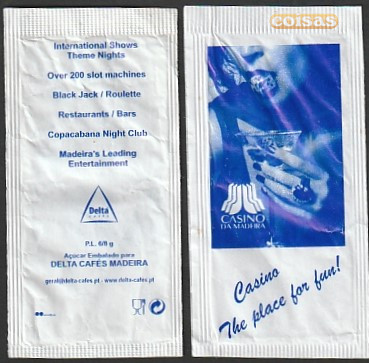 International Shows
Theme Nights
Over 200 slot machines
Black Jack / Roulette
Restaurants / Bars
Copacabana Night Club
Madeira's Leading
Entertainment
Delta
CAFÉS
P.L. 6/8 g
Açúcar Embalado para
DELTA CAFÉS MADEIRA
geral@delta-cafes.pt - www.delta-cafes.pt
coisas
CASINO
DA MADEIRA
Casino
The place for fun!